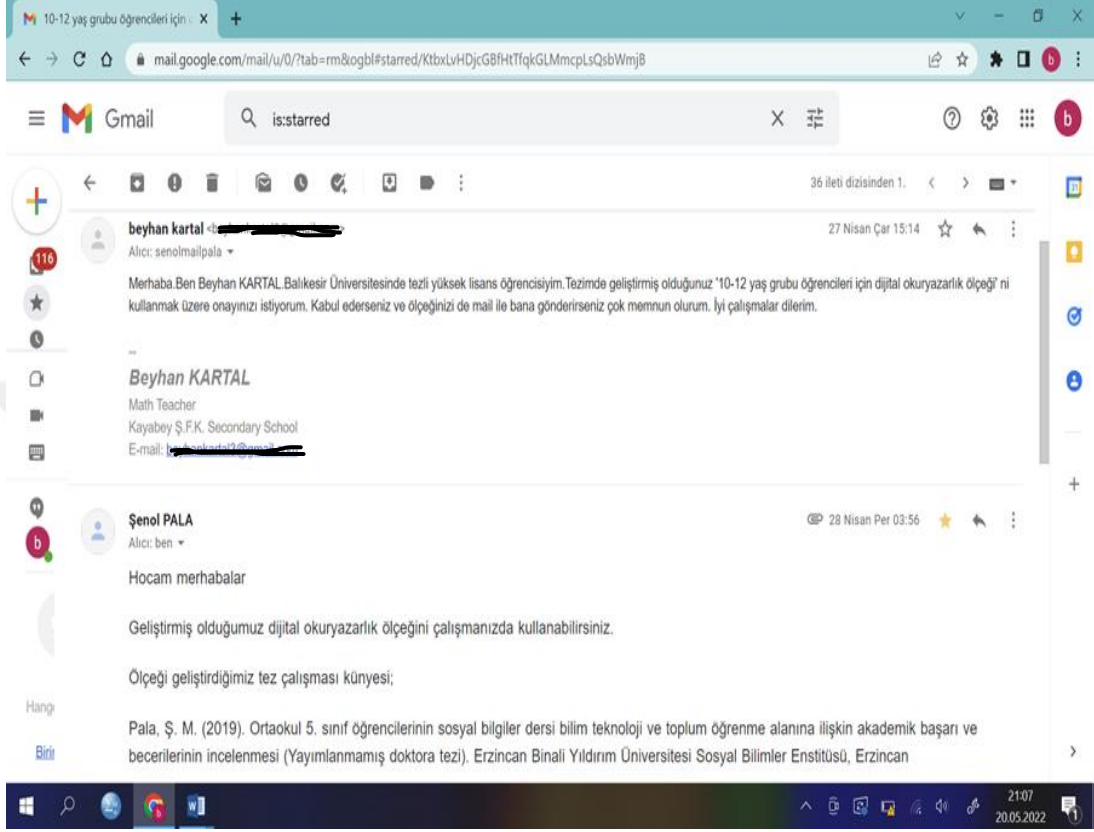 10-12 yaş grubu öğrencileri için
mail.google.com/mail/u/0/?tab=rm&ogbl#starred/KtbxLvHDjcGBfHtTfqkGLMmcpLsQsbWmjB
b
Gmail
is:starred
b
36 ileti dizisinden 1.
31
116
beyhan kartal
27 Nisan Çar 15:14
Alıcı: senolmailpala
Merhaba.Ben Beyhan KARTAL.Balıkesir Üniversitesinde tezli yüksek lisans öğrencisiyim.Tezimde geliştirmiş olduğunuz '10-12 yaş grubu öğrencileri için dijital okuryazarlık ölçeği' ni
kullanmak üzere onayınızı istiyorum. Kabul ederseniz ve ölçeğinizi de mail ile bana gönderirseniz çok memnun olurum. İyi çalışmalar dilerim.
--
Beyhan KARTAL
Math Teacher
Kayabey Ş.F.K. Secondary School
E-mail:
b
Şenol PALA
28 Nisan Per 03:56
Alıcı: ben
Hocam merhabalar
Geliştirmiş olduğumuz dijital okuryazarlık ölçeğini çalışmanızda kullanabilirsiniz.
Ölçeği geliştirdiğimiz tez çalışması künyesi;
Hang
Pala, Ş. M. (2019). Ortaokul 5. sınıf öğrencilerinin sosyal bilgiler dersi bilim teknoloji ve toplum öğrenme alanına ilişkin akademik başarı ve
Biri
becerilerinin incelenmesi (Yayımlanmamış doktora tezi). Erzincan Binali Yıldırım Üniversitesi Sosyal Bilimler Enstitüsü, Erzincan
21:07
20.05.2022
1